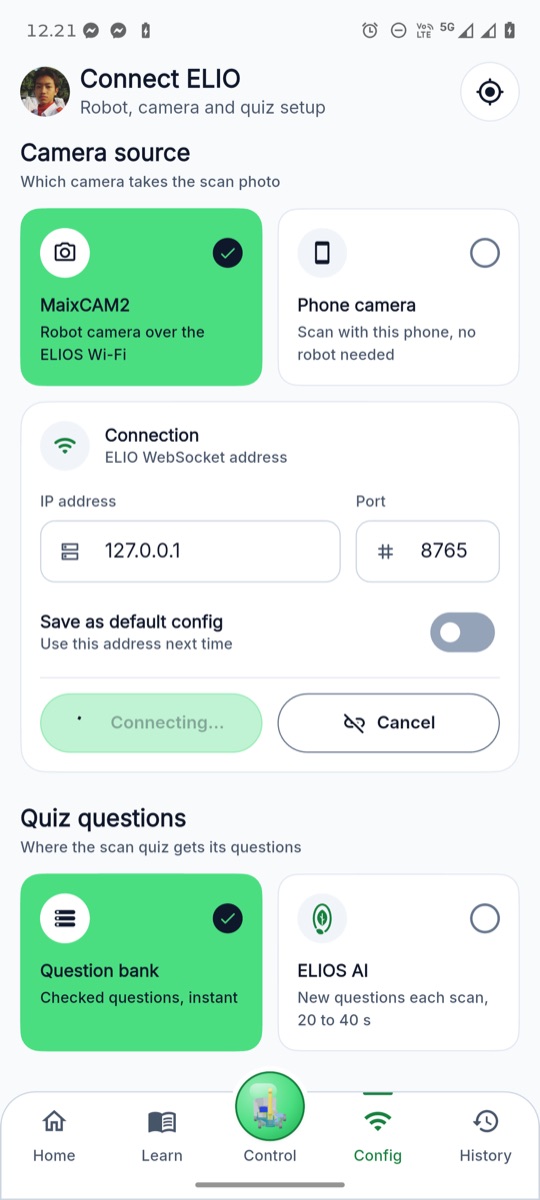 12.21
Vo
LTE
5G
Connect ELIO
Robot, camera and quiz setup
Camera source
Which camera takes the scan photo
MaixCAM2
Robot camera over the
ELIOS Wi-Fi
Phone camera
Scan with this phone, no
robot needed
Connection
ELIO WebSocket address
IP address
Port
127.0.0.1
# 8765
Save as default config
Use this address next time
Connecting...
Cancel
Quiz questions
Where the scan quiz gets its questions
Question bank
Checked questions, instant
ELIOS AI
New questions each scan,
20 to 40 s
Home
Learn
Control
Config
History